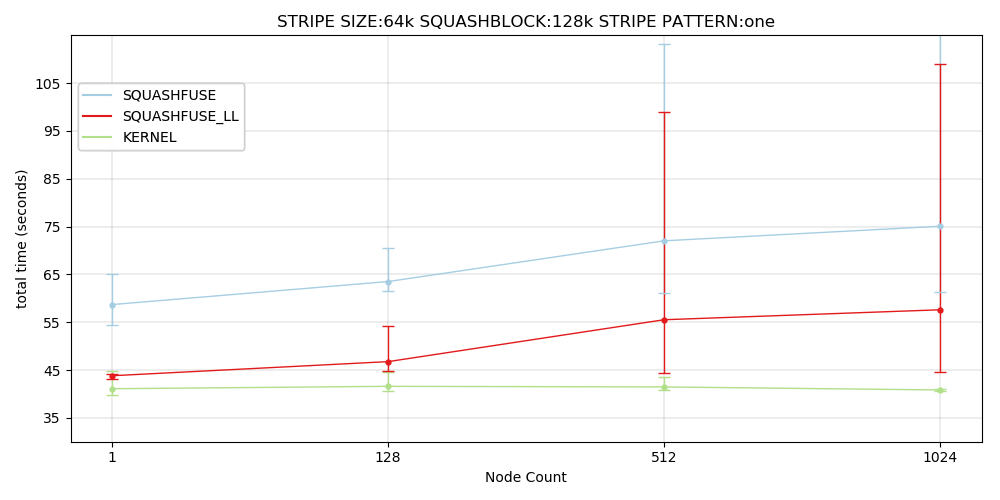 STRIPE SIZE:64k SQUASHBLOCK:128k STRIPE PATTERN:one
105
95
85
75
65
55
45
35
total time (seconds)
SQUASHFUSE
SQUASHFUSE_LL
KERNEL
1
128
512
1024
Node Count